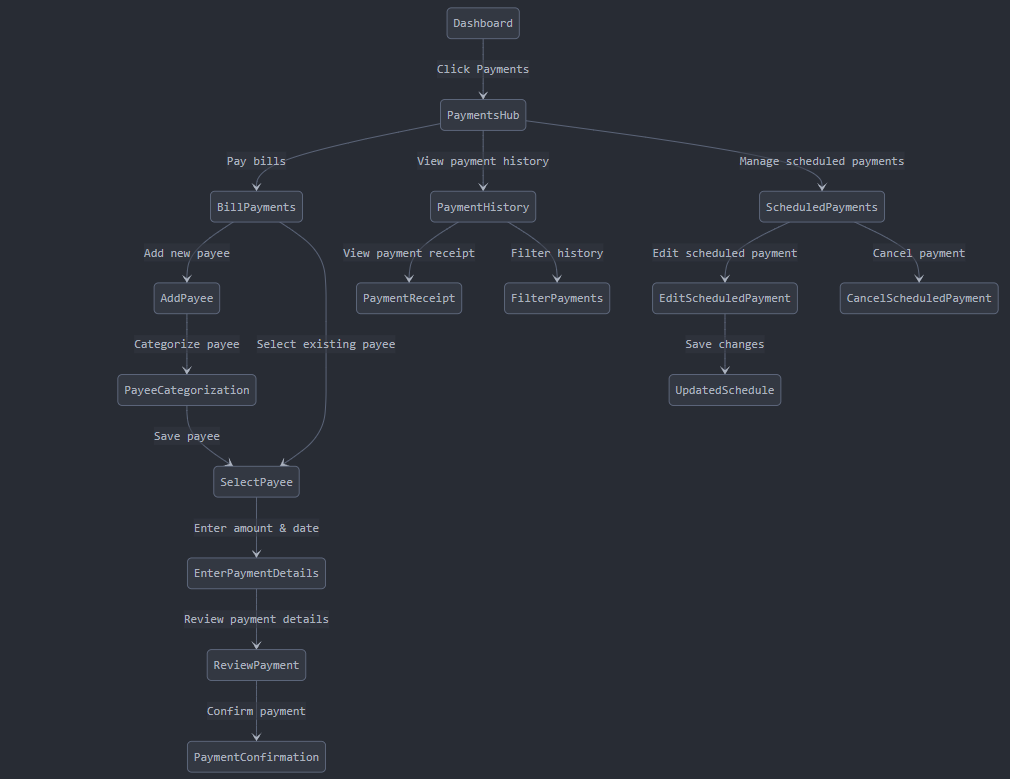 Dashboard
Click Payments
PaymentsHub
Pay bills
View payment history
Manage scheduled payments
BillPayments
PaymentHistory
ScheduledPayments
Add new payee
View payment receipt
Filter history
Edit scheduled payment
Cancel payment
AddPayee
PaymentReceipt
FilterPayments
EditScheduledPayment
CancelScheduledPayment
Categorize payee
Select existing payee
Save changes
PayeeCategorization
UpdatedSchedule
Save payee
SelectPayee
Enter amount & date
EnterPaymentDetails
Review payment details
ReviewPayment
Confirm payment
PaymentConfirmation